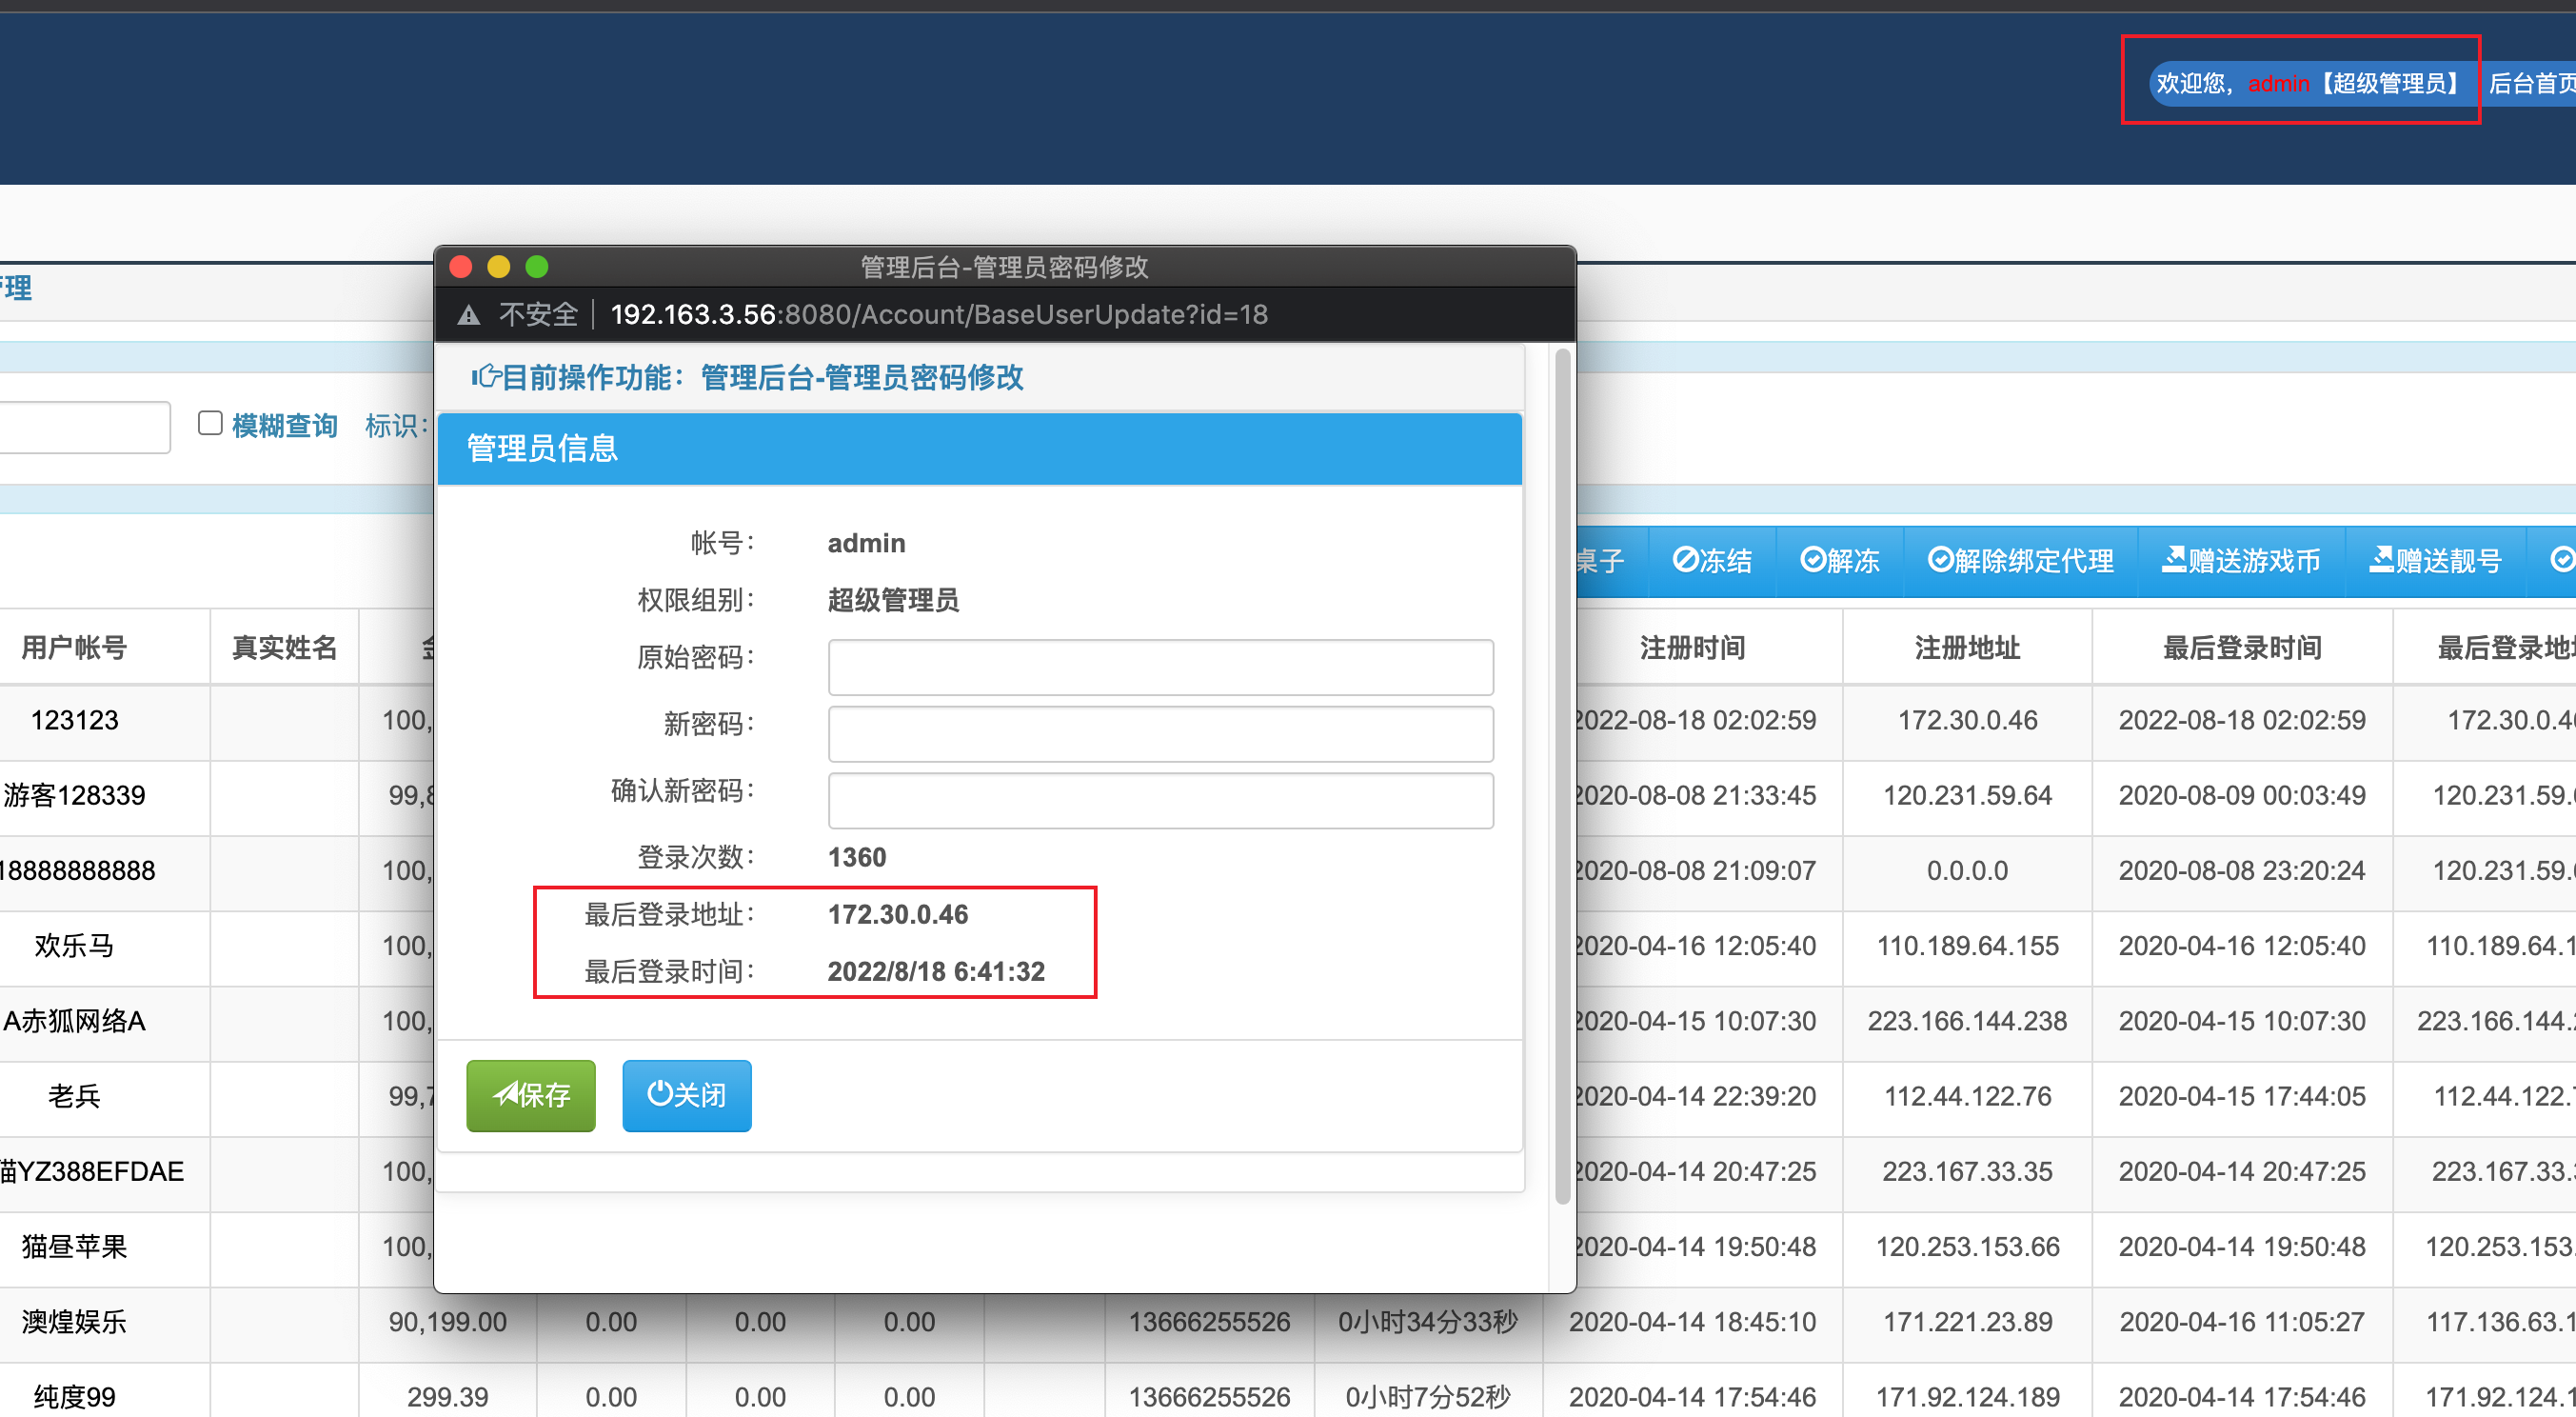 欢迎您，admin【超级管理员】 后台首页
管理后台-管理员密码修改
理
不安全 192.163.3.56:8080/Account/BaseUserUpdate?id=18
目前操作功能：管理后台-管理员密码修改
模糊查询 标识：
管理员信息
帐号： admin
桌子 冻结 解冻 解除绑定代理 赠送游戏币 赠送靓号
权限组别： 超级管理员
原始密码：
新密码：
确认新密码：
登录次数： 1360
最后登录地址： 172.30.0.46
最后登录时间： 2022/8/18 6:41:32
保存 关闭
用户帐号 真实姓名 注册时间 注册地址 最后登录时间 最后登录地
123123 100, 2022-08-18 02:02:59 172.30.0.46 2022-08-18 02:02:59 172.30.0.4
游客128339 99,8 2020-08-08 21:33:45 120.231.59.64 2020-08-09 00:03:49 120.231.59.
18888888888 100, 2020-08-08 21:09:07 0.0.0.0 2020-08-08 23:20:24 120.231.59.
欢乐马 100, 2020-04-16 12:05:40 110.189.64.155 2020-04-16 12:05:40 110.189.64.1
A赤狐网络A 100, 2020-04-15 10:07:30 223.166.144.238 2020-04-15 10:07:30 223.166.144.
老兵 99,7 2020-04-14 22:39:20 112.44.122.76 2020-04-15 17:44:05 112.44.122.
猫YZ388EFDAE 100, 2020-04-14 20:47:25 223.167.33.35 2020-04-14 20:47:25 223.167.33.
猫昼苹果 100, 2020-04-14 19:50:48 120.253.153.66 2020-04-14 19:50:48 120.253.153.
澳煌娱乐 90,199.00 0.00 0.00 0.00 13666255526 0小时34分33秒 2020-04-14 18:45:10 171.221.23.89 2020-04-16 11:05:27 117.136.63.1
纯度99 299.39 0.00 0.00 0.00 13666255526 0小时7分52秒 2020-04-14 17:54:46 171.92.124.189 2020-04-14 17:54:46 171.92.124.1